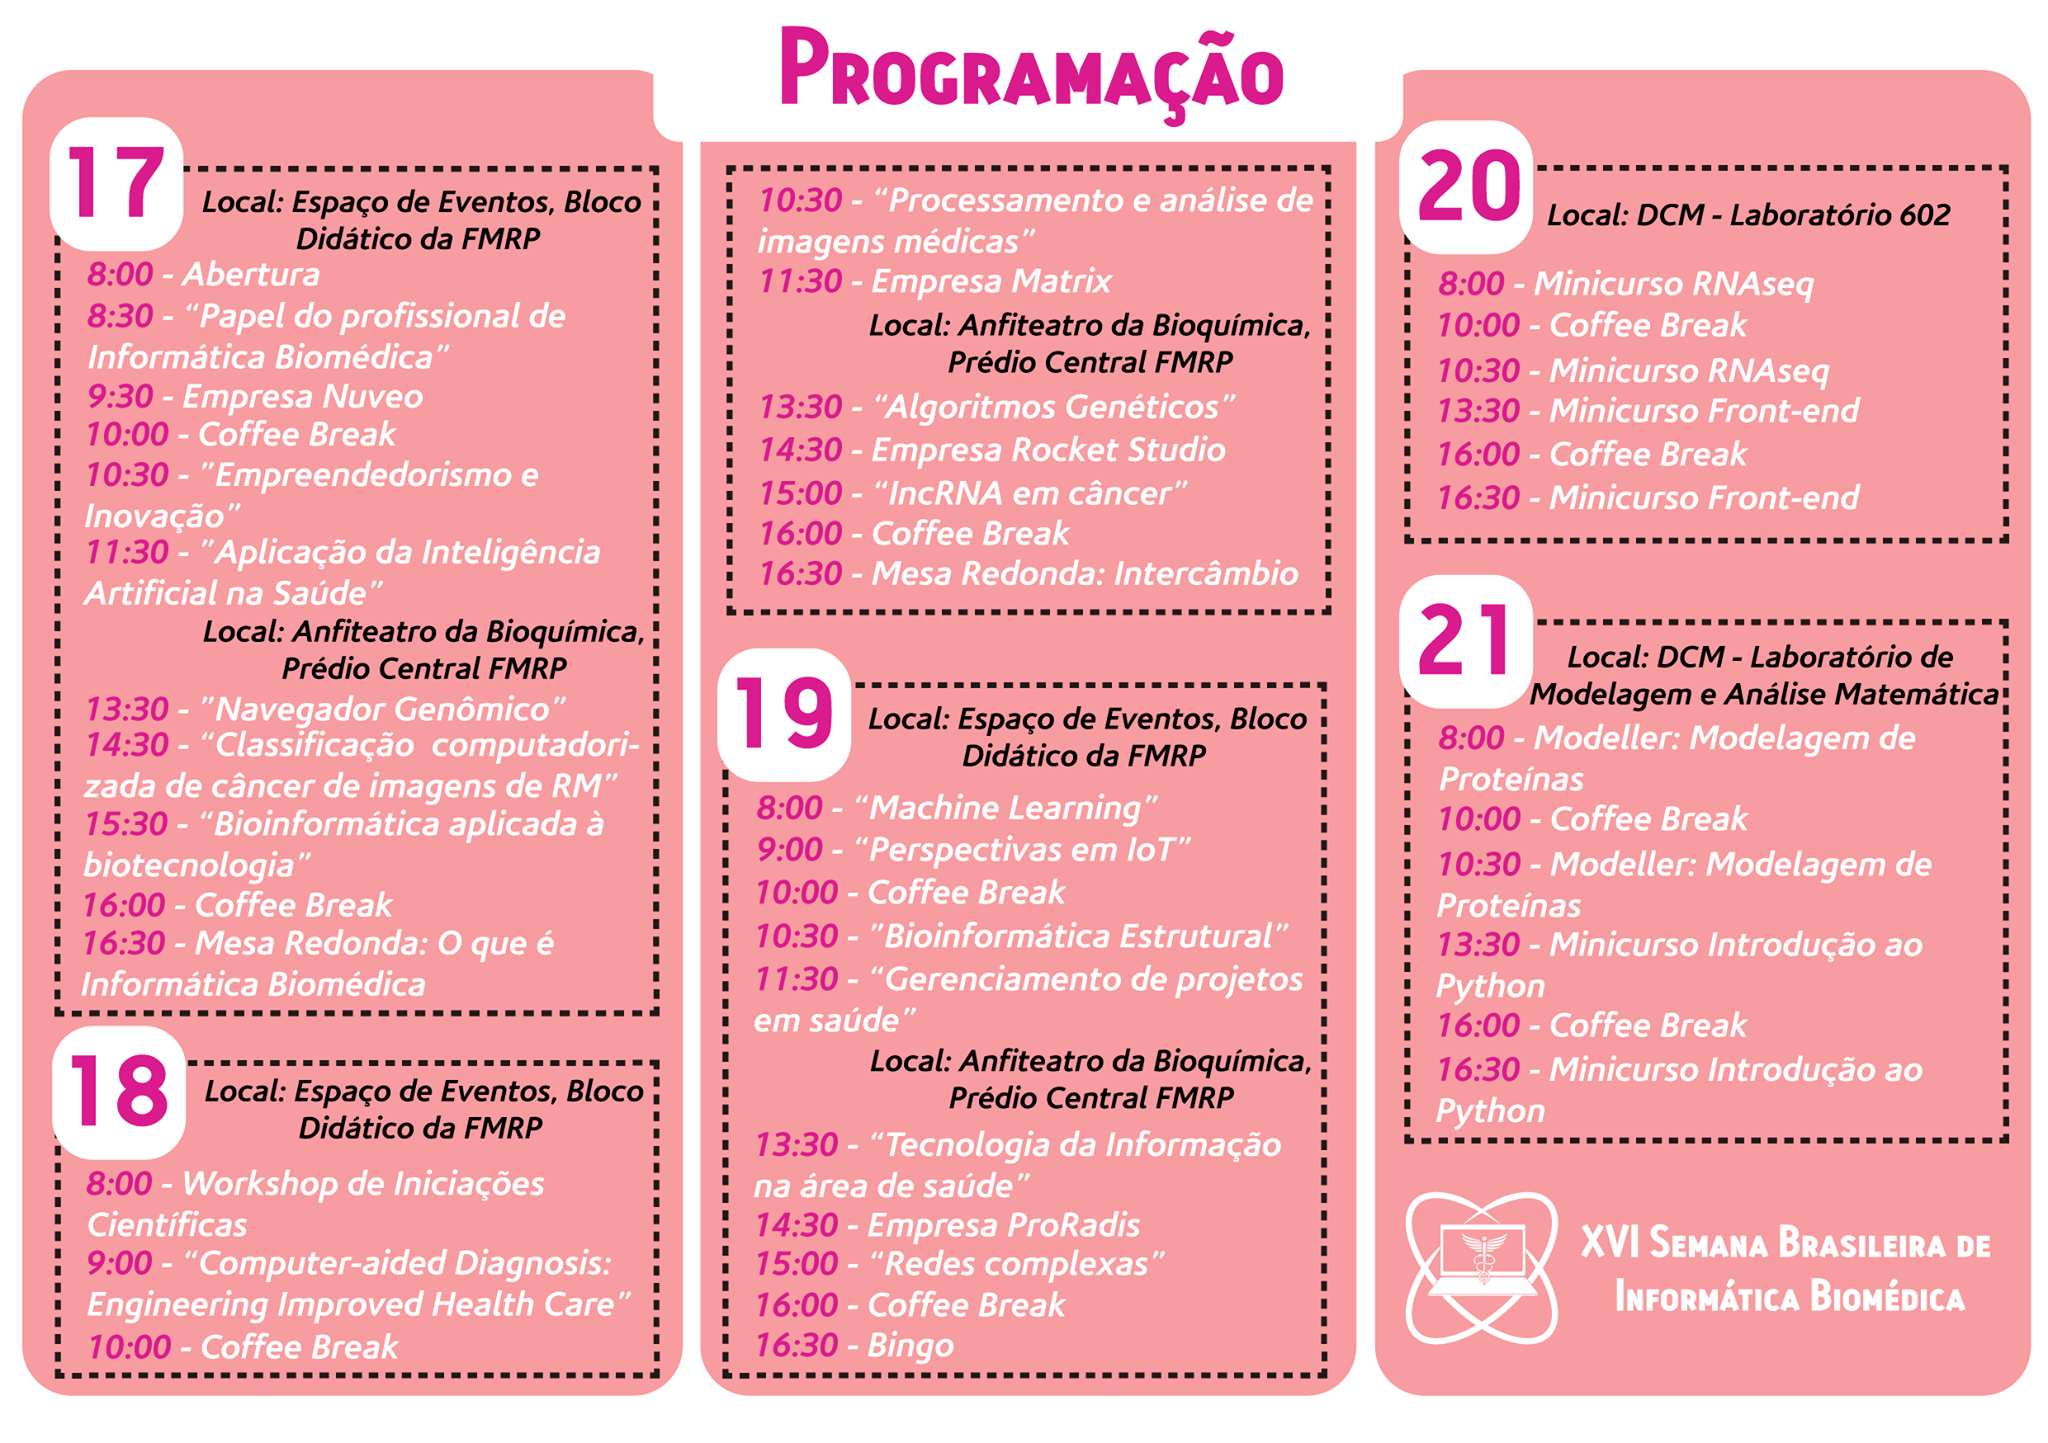 Programação
17
Local: Espaço de Eventos, Bloco
Didático da FMRP
8:00 - Abertura
8:30 - “Papel do profissional de
Informática Biomédica”
9:30 - Empresa Nuveo
10:00 - Coffee Break
10:30 - ”Empreendedorismo e
Inovação”
11:30 - ”Aplicação da Inteligência
Artificial na Saúde”
Local: Anfiteatro da Bioquímica,
Prédio Central FMRP
13:30 - ”Navegador Genômico”
14:30 - “Classificação computadori-
zada de câncer de imagens de RM”
15:30 - “Bioinformática aplicada à
biotecnologia”
16:00 - Coffee Break
16:30 - Mesa Redonda: O que é
Informática Biomédica
18
Local: Espaço de Eventos, Bloco
Didático da FMRP
8:00 - Workshop de Iniciações
Científicas
9:00 - “Computer-aided Diagnosis:
Engineering Improved Health Care”
10:00 - Coffee Break
10:30 - “Processamento e análise de
imagens médicas”
11:30 - Empresa Matrix
Local: Anfiteatro da Bioquímica,
Prédio Central FMRP
13:30 - “Algoritmos Genéticos”
14:30 - Empresa Rocket Studio
15:00 - “lncRNA em câncer”
16:00 - Coffee Break
16:30 - Mesa Redonda: Intercâmbio
19
Local: Espaço de Eventos, Bloco
Didático da FMRP
8:00 - “Machine Learning”
9:00 - “Perspectivas em IoT”
10:00 - Coffee Break
10:30 - ”Bioinformática Estrutural”
11:30 - “Gerenciamento de projetos
em saúde”
Local: Anfiteatro da Bioquímica,
Prédio Central FMRP
13:30 - “Tecnologia da Informação
na área de saúde”
14:30 - Empresa ProRadis
15:00 - “Redes complexas”
16:00 - Coffee Break
16:30 - Bingo
20
Local: DCM - Laboratório 602
8:00 - Minicurso RNAseq
10:00 - Coffee Break
10:30 - Minicurso RNAseq
13:30 - Minicurso Front-end
16:00 - Coffee Break
16:30 - Minicurso Front-end
21
Local: DCM - Laboratório de
Modelagem e Análise Matemática
8:00 - Modeller: Modelagem de
Proteínas
10:00 - Coffee Break
10:30 - Modeller: Modelagem de
Proteínas
13:30 - Minicurso Introdução ao
Python
16:00 - Coffee Break
16:30 - Minicurso Introdução ao
Python
XVI Semana Brasileira de
Informática Biomédica